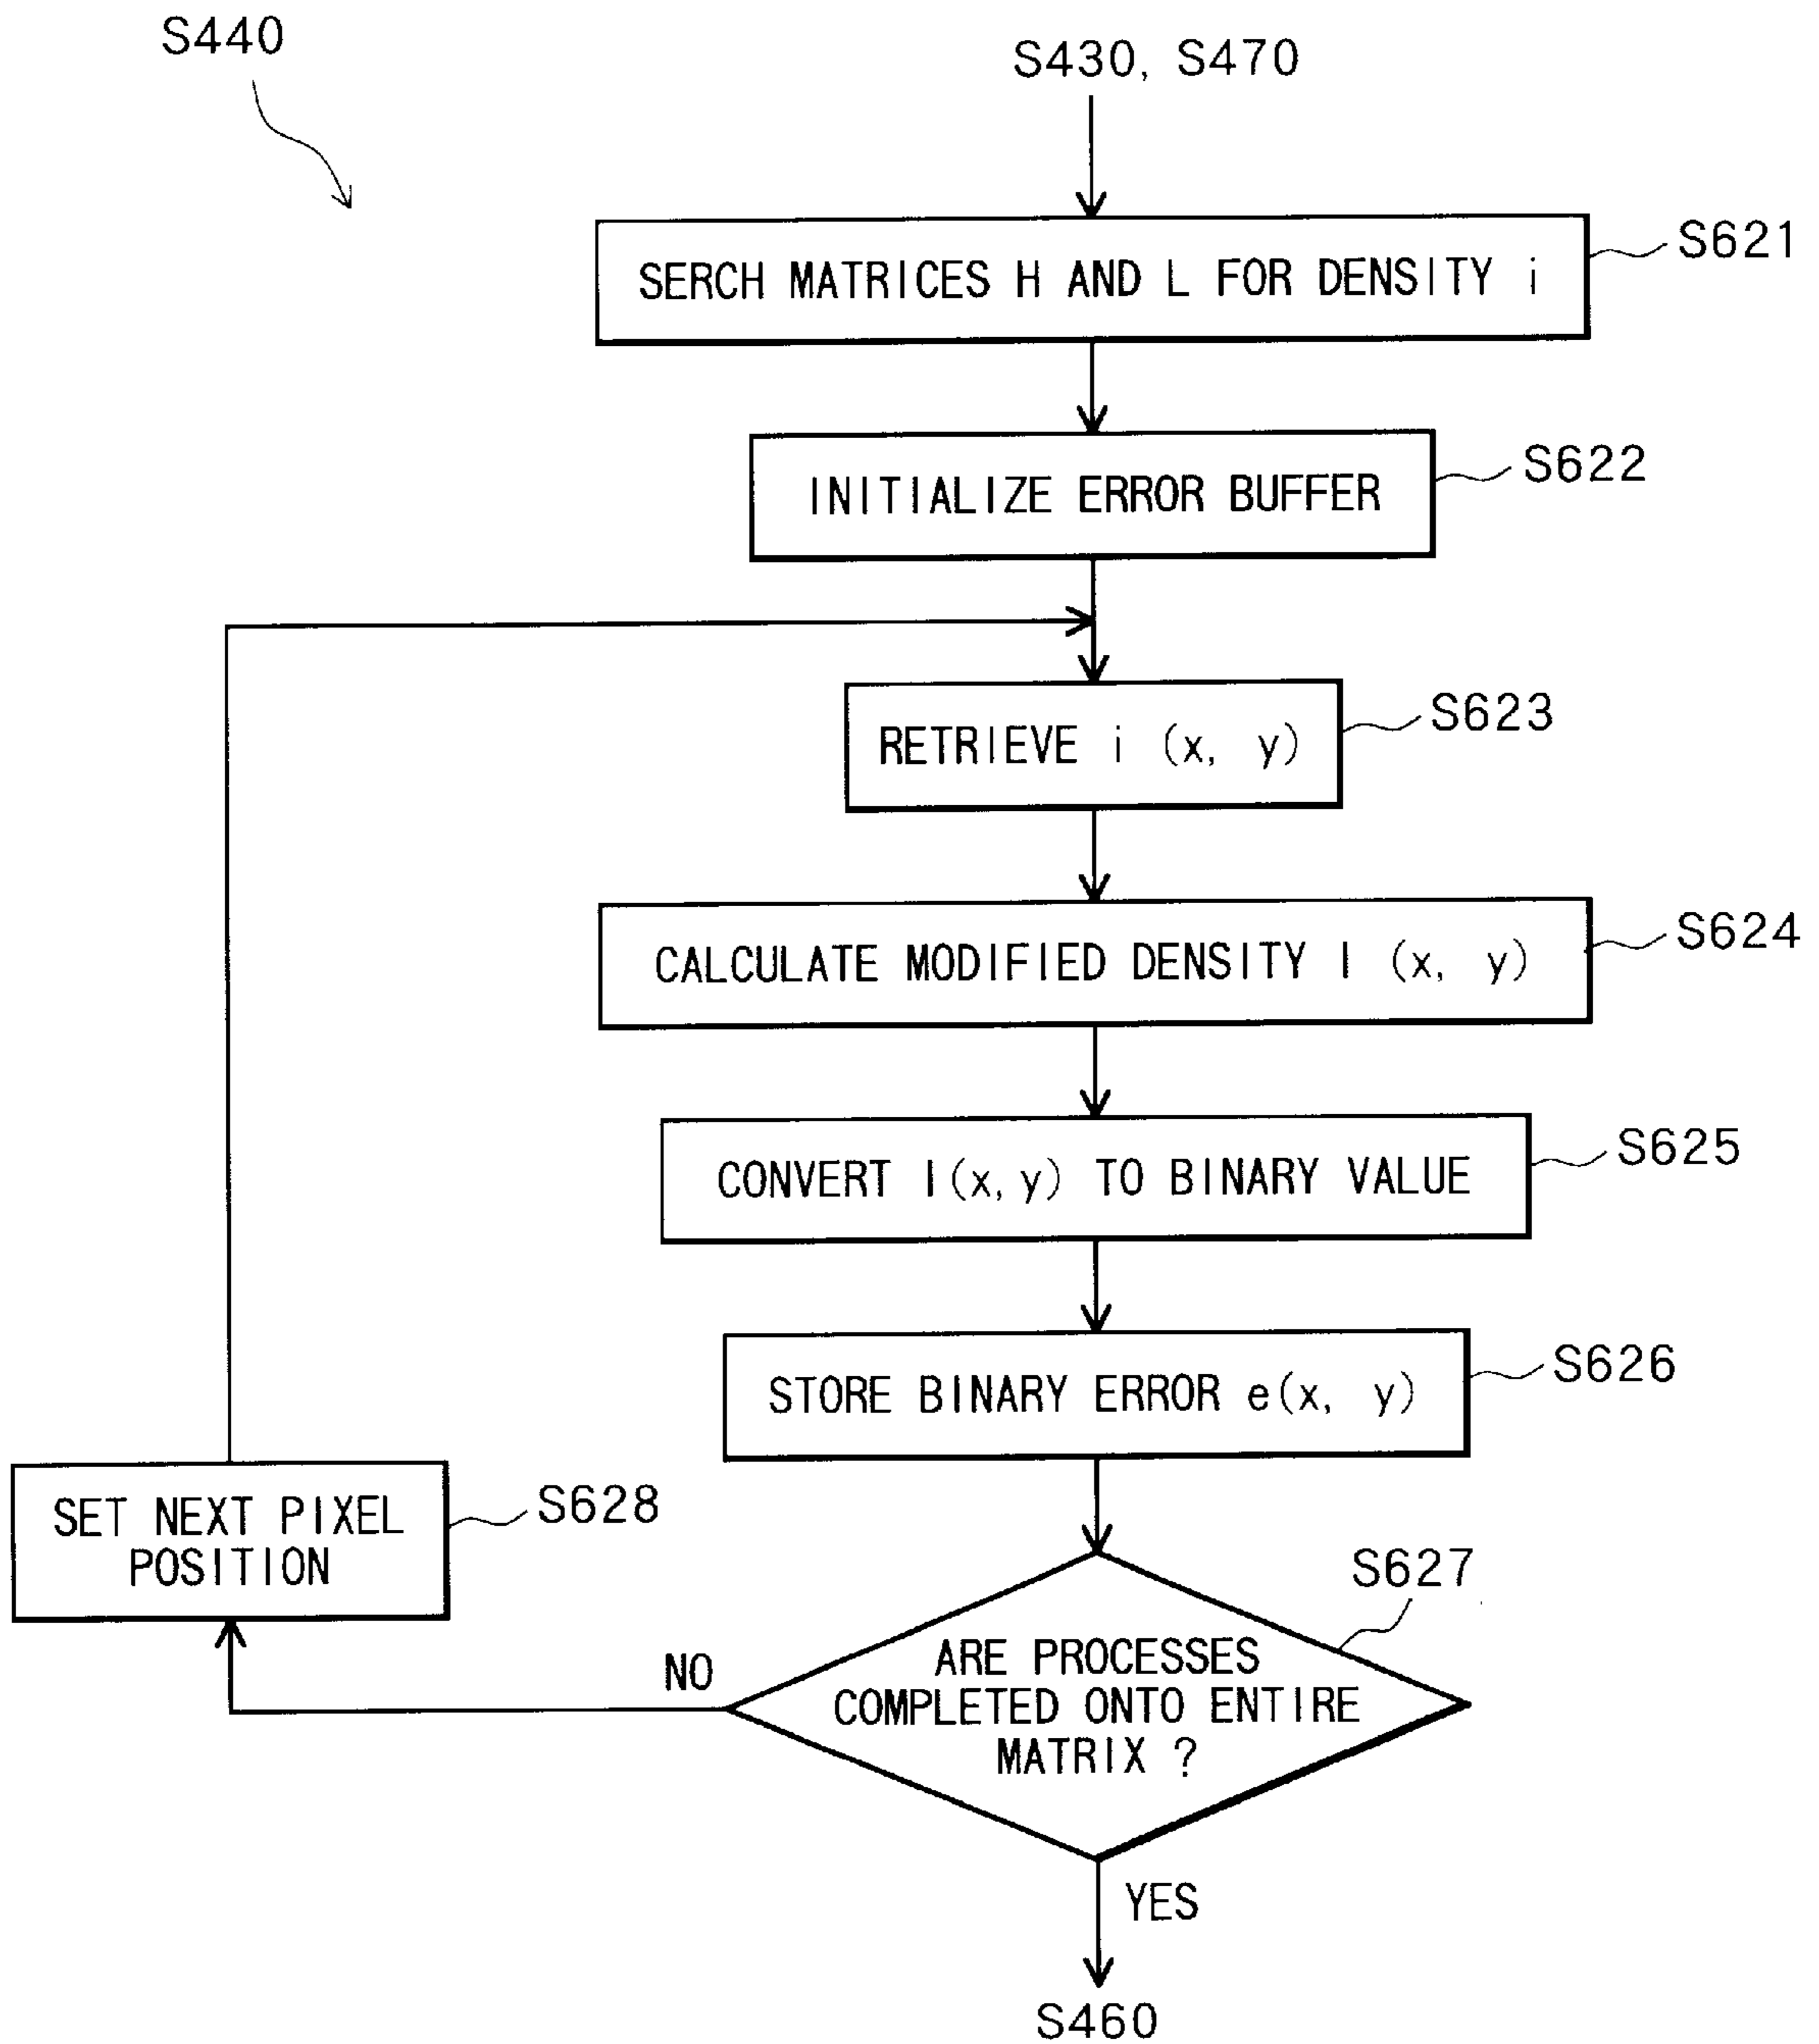 S440
S430, S470
SERCH MATRICES H AND L FOR DENSITY i
S621
INITIALIZE ERROR BUFFER
S622
RETRIEVE i (x, y)
S623
CALCULATE MODIFIED DENSITY I (x, y)
S624
CONVERT I(x, y) TO BINARY VALUE
S625
STORE BINARY ERROR e(x, y)
S626
SET NEXT PIXEL
POSITION
S628
S627
ARE PROCESSES
COMPLETED ONTO ENTIRE
MATRIX ?
NO
YES
S460